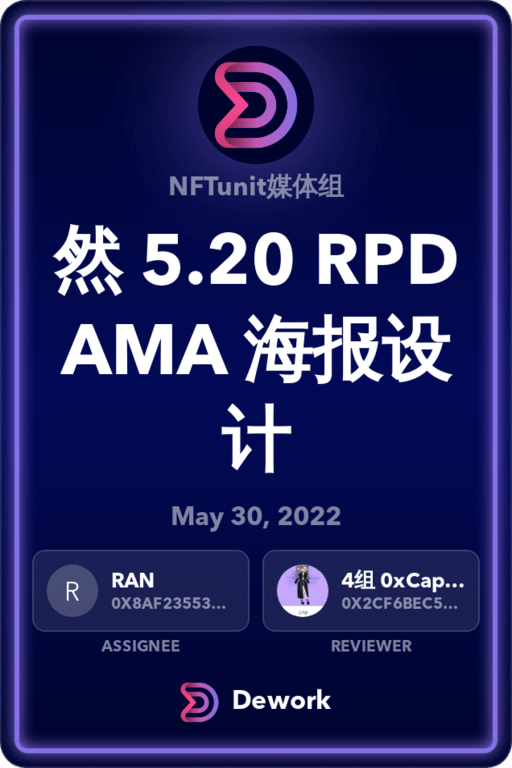 NFTunit媒体组
然 5.20 RPD
AMA 海报设
计
May 30, 2022
R
RAN
0X8AF23553...
4组 0xCap...
0X2CF6BEC5...
ASSIGNEE
REVIEWER
Dework